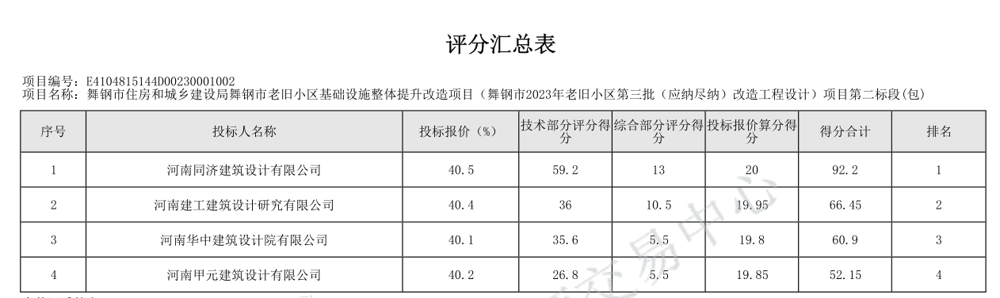 评分汇总表
项目编号：E4104815144D00230001002
项目名称：舞钢市住房和城乡建设局舞钢市老旧小区基础设施整体提升改造项目（舞钢市2023年老旧小区第三批（应纳尽纳）改造工程设计）项目第二标段(包)
序号 投标人名称 投标报价（%） 技术部分评分得分 综合部分评分得分 投标报价算分得分 得分合计 排名
1 河南同济建筑设计有限公司 40.5 59.2 13 20 92.2 1
2 河南建工建筑设计研究有限公司 40.4 36 10.5 19.95 66.45 2
3 河南华中建筑设计院有限公司 40.1 35.6 5.5 19.8 60.9 3
4 河南甲元建筑设计有限公司 40.2 26.8 5.5 19.85 52.15 4
交易中心